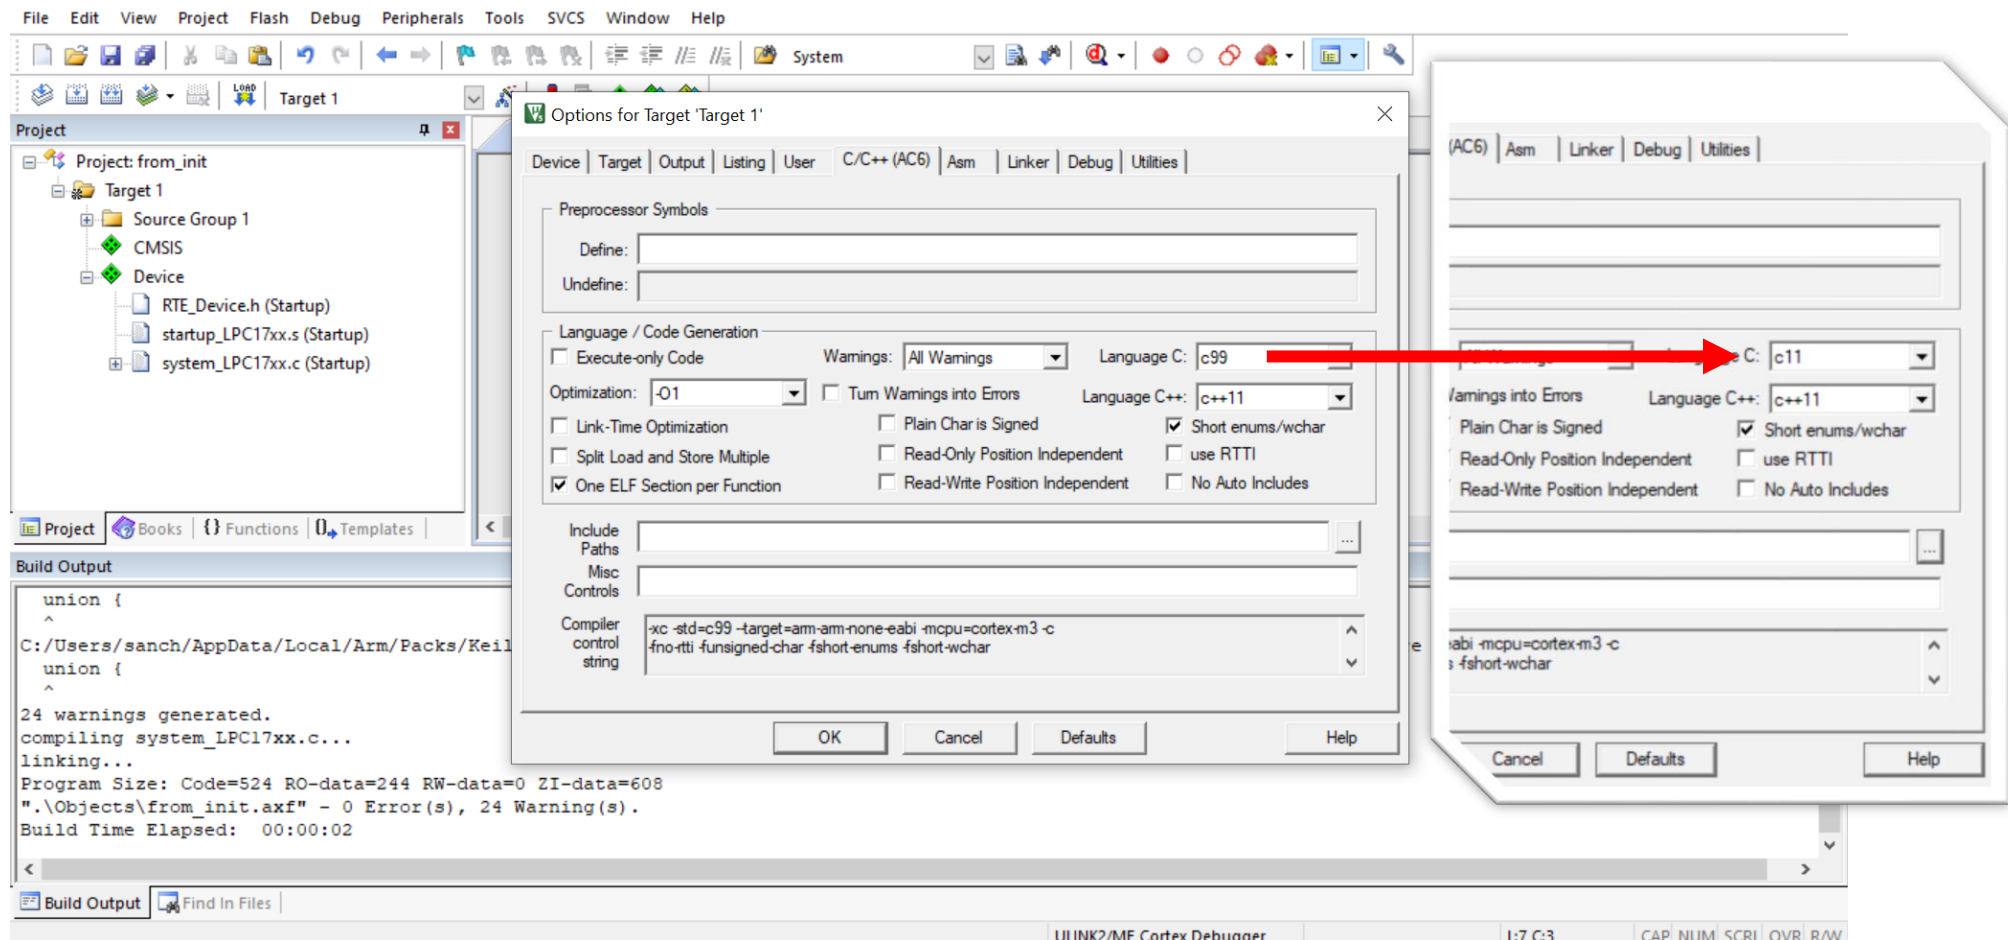 File Edit View Project Flash Debug Peripherals Tools SVCS Window Help
System
LOAD Target 1
Project
Project: from_init
Target 1
Source Group 1
CMSIS
Device
RTE_Device.h (Startup)
startup_LPC17xx.s (Startup)
system_LPC17xx.c (Startup)
Project Books {} Functions Templates
Options for Target 'Target 1'
Device Target Output Listing User C/C++ (AC6) Asm Linker Debug Utilities
Preprocessor Symbols
Define:
Undefine:
Language / Code Generation
Execute-only Code Warnings: All Warnings Language C: c99
Optimization: -O1 Turn Warnings into Errors Language C++: c++11
Link-Time Optimization Plain Char is Signed Short enums/wchar
Split Load and Store Multiple Read-Only Position Independent use RTTI
One ELF Section per Function Read-Write Position Independent No Auto Includes
Include
Paths
...
Misc
Controls
Compiler
control
string
-xc -std=c99 --target=arm-arm-none-eabi -mcpu=cortex-m3 -c
-fno-rtti -funsigned-char -fshort-enums -fshort-wchar
OK Cancel Defaults Help
(AC6) Asm Linker Debug Utilities
C: c11
Warnings into Errors Language C++: c++11
Plain Char is Signed Short enums/wchar
Read-Only Position Independent use RTTI
Read-Write Position Independent No Auto Includes
...
eabi -mcpu=cortex-m3 -c
s -fshort-wchar
Cancel Defaults Help
Build Output
union {
^
C:/Users/sanch/AppData/Local/Arm/Packs/Keil
union {
^
24 warnings generated.
compiling system_LPC17xx.c...
linking...
Program Size: Code=524 RO-data=244 RW-data=0 ZI-data=608
".\Objects\from_init.axf" - 0 Error(s), 24 Warning(s).
Build Time Elapsed:  00:00:02
Build Output Find In Files
ULINK2/ME Cortex Debugger L:7 C:3 CAP NUM SCRL OVR R/W